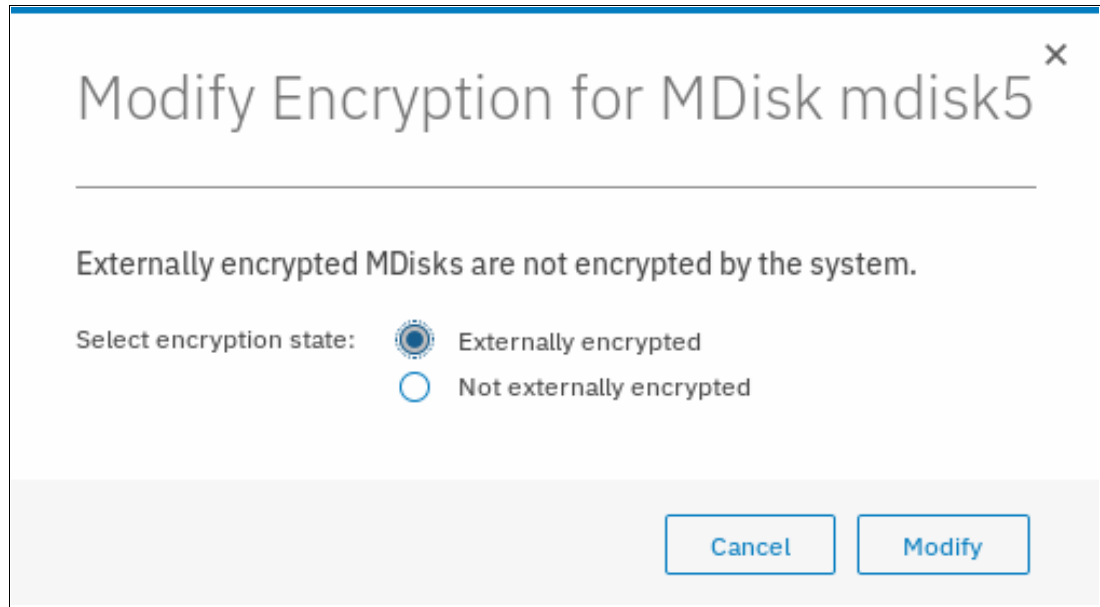 Modify Encryption for MDisk mdisk5
Externally encrypted MDisks are not encrypted by the system.
Select encryption state: Externally encrypted
Not externally encrypted
Cancel Modify